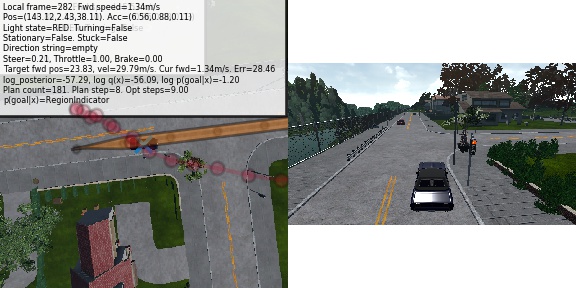 Local frame=282. Fwd speed=1.34m/s
Pos=(143.12,2.43,38.11). Acc=(6.56,0.88,0.11)
Light state=RED. Turning=False
Stationary=False. Stuck=False
Direction string=empty
Steer=0.21, Throttle=1.00, Brake=0.00
Target fwd pos=23.83, vel=29.79m/s. Cur fwd=1.34m/s. Err=28.46
log_posterior=-57.29, log q(x)=-56.09, log p(goal|x)=-1.20
Plan count=181. Plan step=8. Opt steps=9.00
p(goal|x)=RegionIndicator